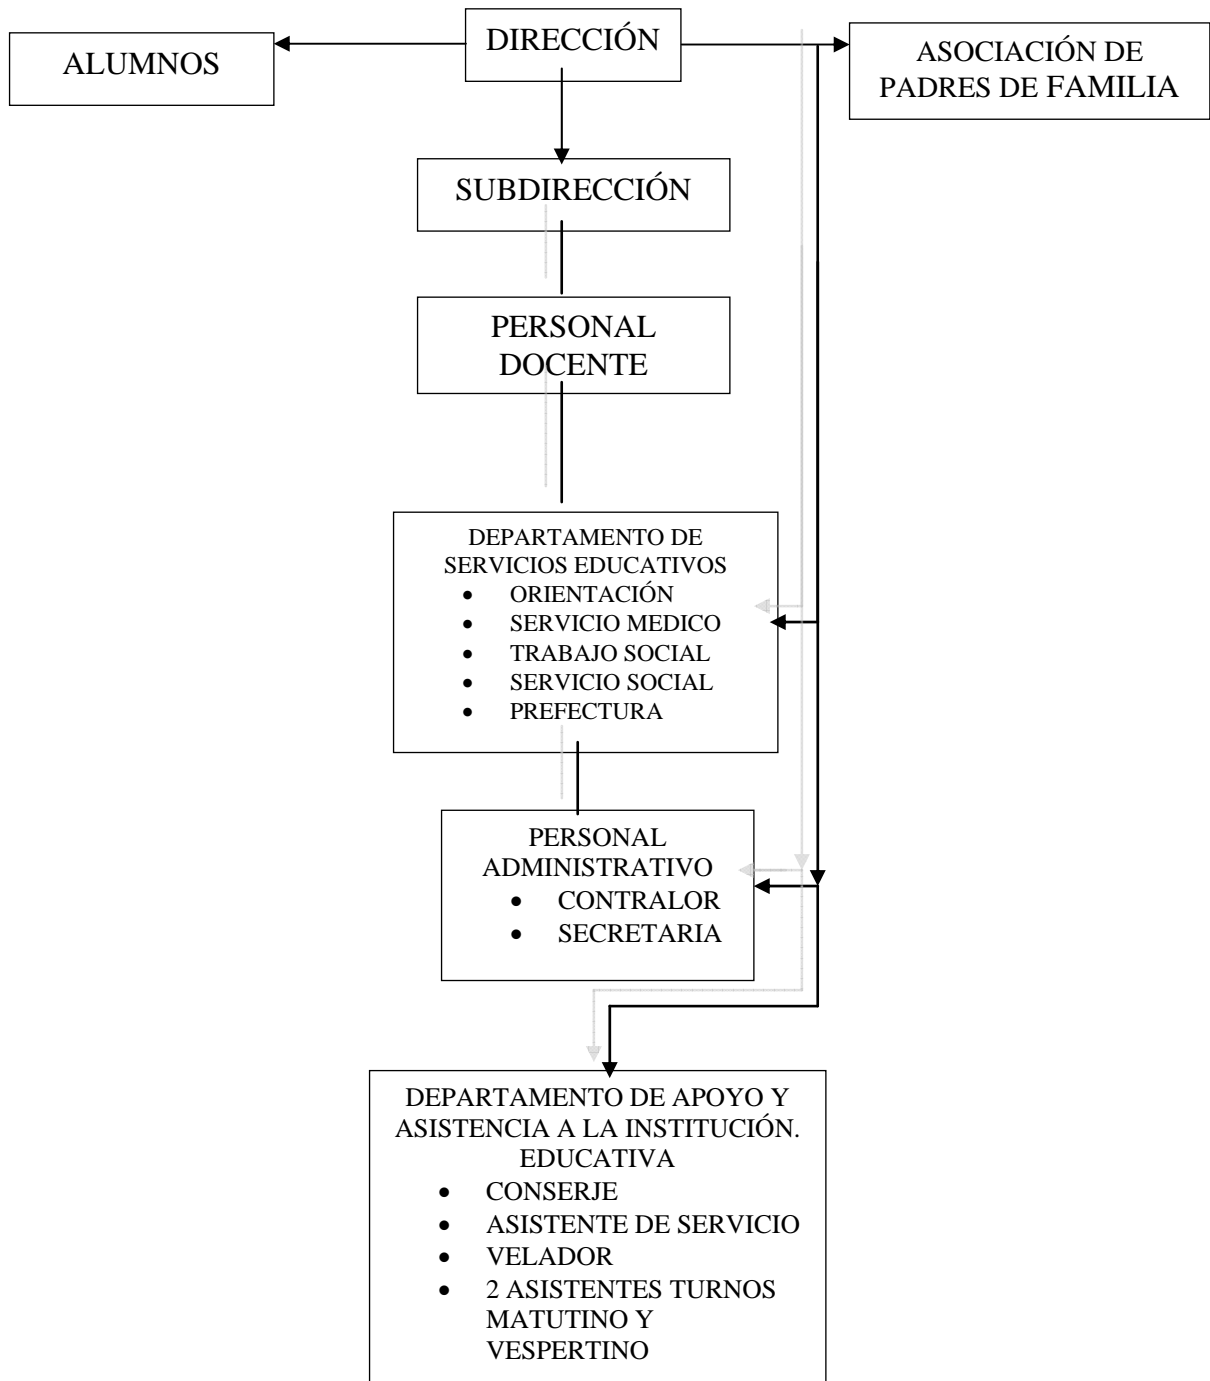 DIRECCIÓN
ALUMNOS
ASOCIACIÓN DE
PADRES DE FAMILIA
SUBDIRECCIÓN
PERSONAL
DOCENTE
DEPARTAMENTO DE
SERVICIOS EDUCATIVOS
• ORIENTACIÓN
• SERVICIO MEDICO
• TRABAJO SOCIAL
• SERVICIO SOCIAL
• PREFECTURA
PERSONAL
ADMINISTRATIVO
• CONTRALOR
• SECRETARIA
DEPARTAMENTO DE APOYO Y
ASISTENCIA A LA INSTITUCIÓN.
EDUCATIVA
• CONSERJE
• ASISTENTE DE SERVICIO
• VELADOR
• 2 ASISTENTES TURNOS
MATUTINO Y
VESPERTINO